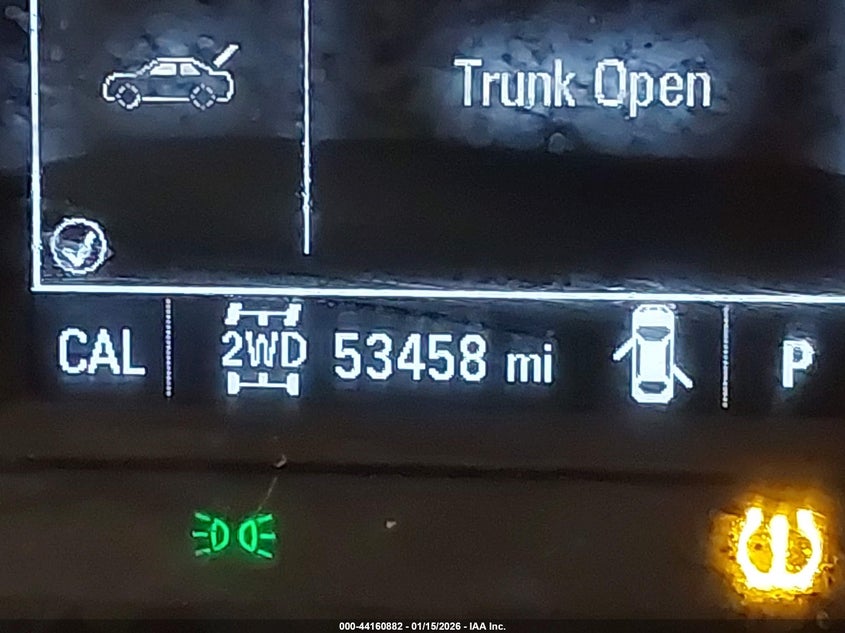 Trunk Open
CAL 2WD 53458 mi P
000-44160882 - 01/15/2026 - IAA Inc.